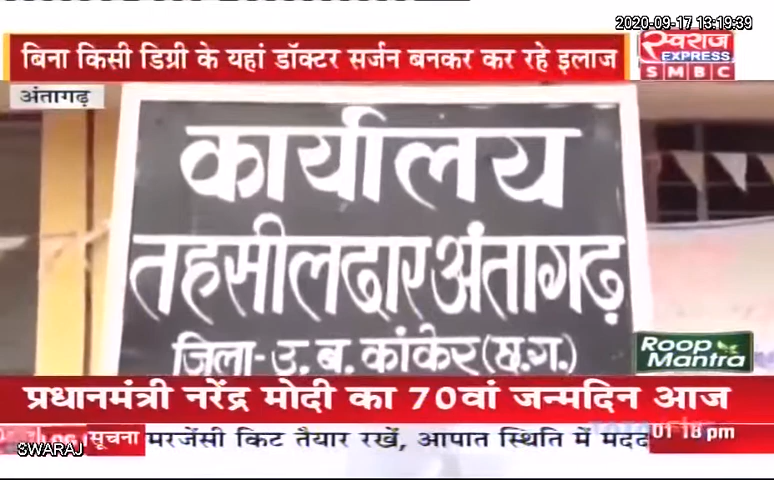 2020-09-17 13:19:39
बिना किसी डिग्री के यहां डॉक्टर सर्जन बनकर कर रहे इलाज
स्वराज
EXPRESS
SMBC
अंतागढ़
कार्यालय
तहसीलदार अंतागढ़
जिला - उ. ब. कांकेर (छ.ग.)
Roop
Mantra
प्रधानमंत्री नरेंद्र मोदी का 70वां जन्मदिन आज
सूचना
मरजेंसी किट तैयार रखें, आपात स्थिति में मदद
01 18 pm
SWARAJ